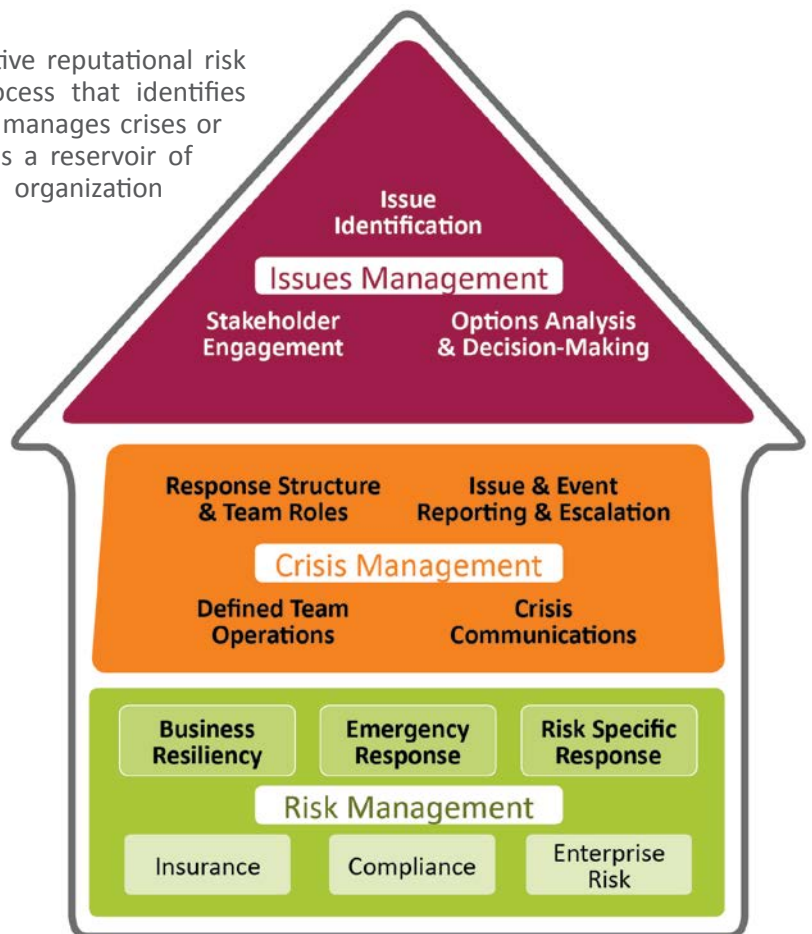 tive reputational risk
ocess that identifies
manages crises or
s a reservoir of
organization
Issue
Identification
Issues Management
Stakeholder
Engagement
Options Analysis
& Decision-Making
Response Structure
& Team Roles
Issue & Event
Reporting & Escalation
Crisis Management
Defined Team
Operations
Crisis
Communications
Business
Resiliency
Emergency
Response
Risk Specific
Response
Risk Management
Insurance
Compliance
Enterprise
Risk